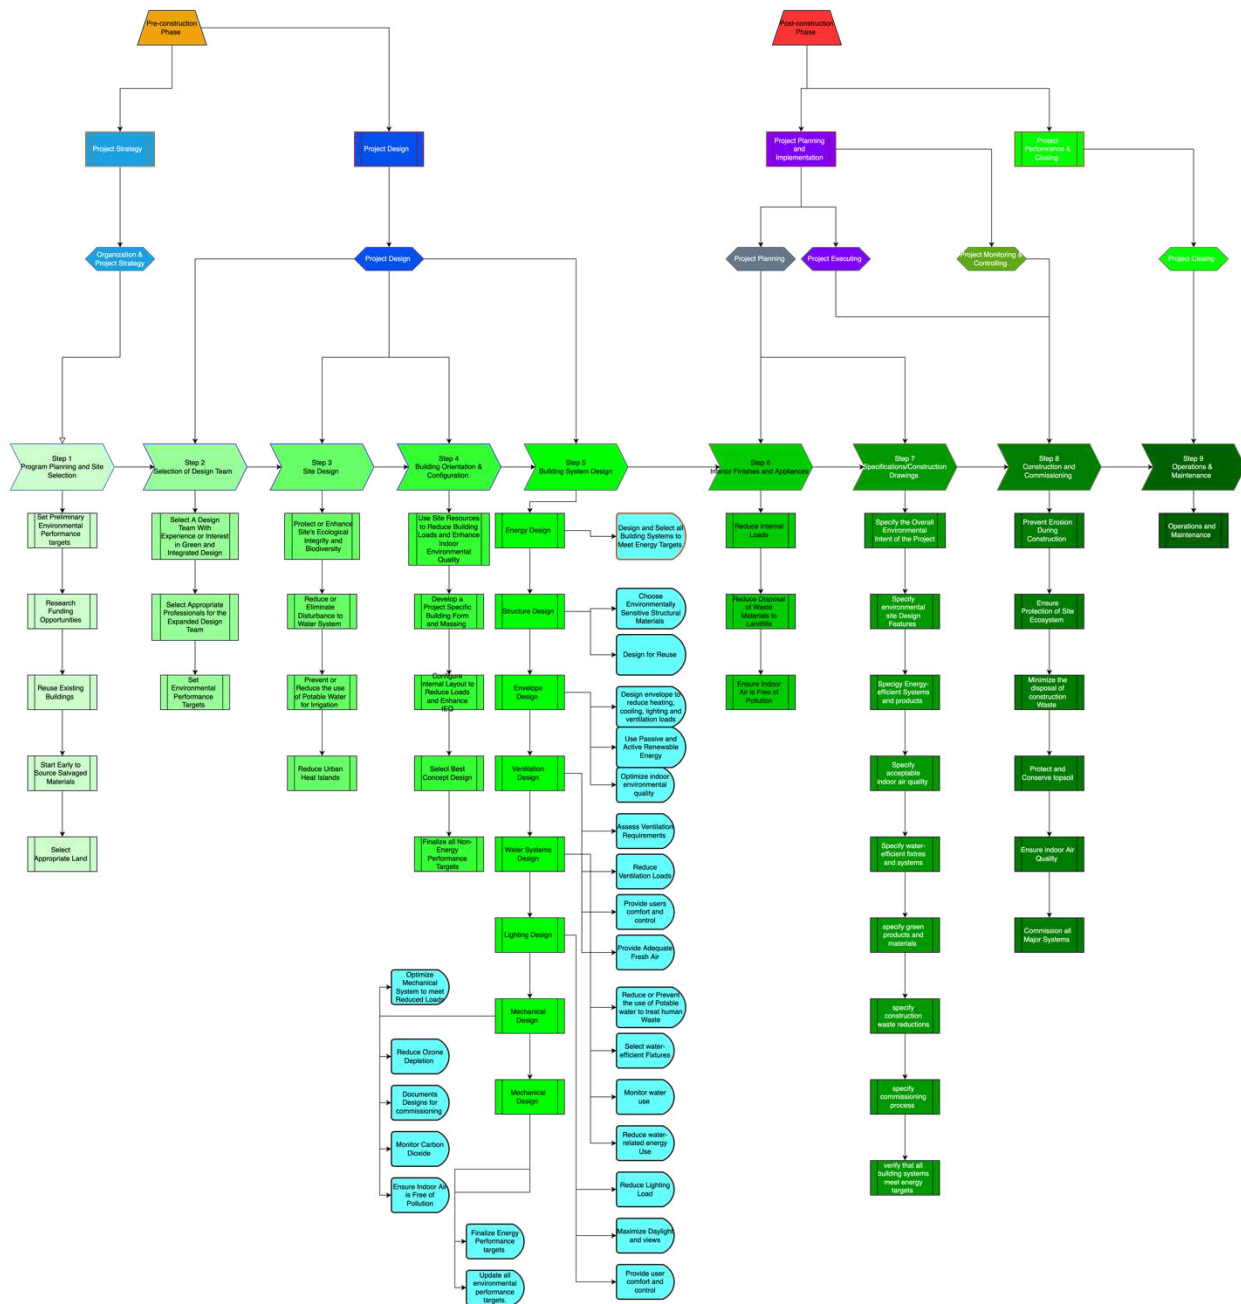 Pre-construction
Phase
Post-construction
Phase
Project Strategy
Project Design
Project Planning
and
Implementation
Project
Performance &
Closing
Organization &
Project Strategy
Project Design
Project Planning
Project Executing
Project Monitoring &
Controlling
Project Closing
Step 1
Program Planning and Site
Selection
Step 2
Selection of Design Team
Step 3
Site Design
Step 4
Building Orientation &
Configuration
Step 5
Building System Design
Step 6
Interior Finishes and Appliances
Step 7
Specifications/Construction
Drawings
Step 8
Construction and
Commissioning
Step 9
Operations &
Maintenance
Set Preliminary
Environmental
Performance
targets
Research
Funding
Opportunities
Reuse Existing
Buildings
Start Early to
Source Salvaged
Materials
Select
Appropriate Land
Select A Design
Team With
Experience or Interest
in Green and
Integrated Design
Select Appropriate
Professionals for the
Expanded Design
Team
Set
Environmental
Performance
Targets
Protect or Enhance
Site's Ecological
Integrity and
Biodiversity
Reduce or
Eliminate
Disturbance to
Water System
Prevent or
Reduce the use
of Potable Water
for Irrigation
Reduce Urban
Heat Islands
Use Site Resources
to Reduce Building
Loads and Enhance
Indoor
Environmental
Quality
Develop a
Project Specific
Building Form
and Massing
Configure
Internal Layout to
Reduce Loads
and Enhance
IEQ
Select Best
Concept Design
Finalize all Non-
Energy
Performance
Targets
Energy Design
Structure Design
Envelope Design
Ventilation Design
Water Systems
Design
Lighting Design
Mechanical
Design
Mechanical
Design
Design and Select all
Building Systems to
Meet Energy Targets
Choose
Environmentally
Sensitive Structural
Materials
Design for Reuse
Design envelope to
reduce heating,
cooling, lighting and
ventilation loads
Use Passive and
Active Renewable
Energy
Optimize indoor
environmental
quality
Assess Ventilation
Requirements
Reduce
Ventilation Loads
Provide users
comfort and
control
Provide Adequate
Fresh Air
Reduce or Prevent
the use of Potable
water to treat human
Waste
Select water-
efficient Fixtures
Monitor water
use
Reduce water-
related energy
Use
Reduce Lighting
Load
Maximize Daylight
and views
Provide user
comfort and
control
Optimize
Mechanical
System to meet
Reduced Loads
Reduce Ozone
Depletion
Documents
Designs for
commissioning
Monitor Carbon
Dioxide
Ensure Indoor Air
is Free of
Pollution
Finalize Energy
Performance
targets
Update all
environmental
performance
targets.
Reduce Internal
Loads
Reduce Disposal
of Waste
Materials to
Landfills
Ensure Indoor
Air is Free of
Pollution
Specify the Overall
Environmental
Intent of the Project
Specify
environmental
site Design
Features
Specigy Energy-
efficient Systems
and products
Specify
acceptable
indoor air quality
Specify water-
efficient fixtres
and systems
specify green
products and
materials
specify
construction
waste reductions
specify
commissioning
process
verify that all
building systems
meet energy
targets
Prevent Erosion
During
Construction
Ensure
Protection of Site
Ecosystem
Minimize the
disposal of
construction
Waste
Protect and
Conserve topsoil
Ensure indoor Air
Quality
Commission all
Major Systems
Operations and
Maintenance